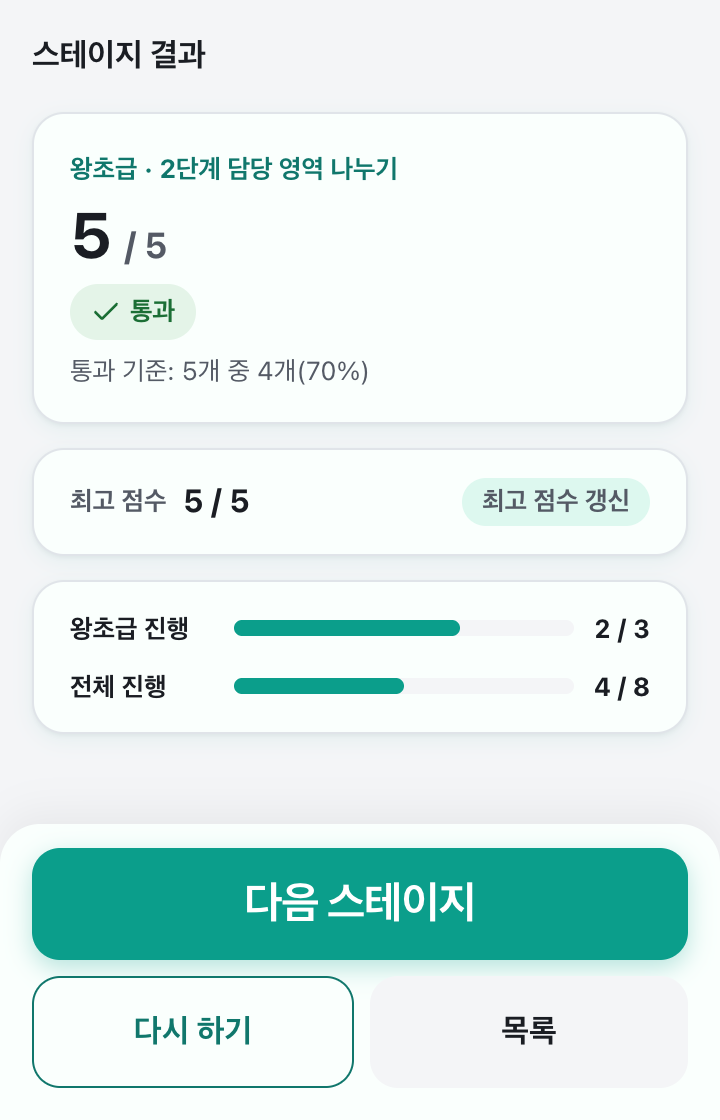 스테이지 결과
왕초급 · 2단계 담당 영역 나누기
5 / 5
통과
통과 기준: 5개 중 4개(70%)
최고 점수 5 / 5 최고 점수 갱신
왕초급 진행 2 / 3
전체 진행 4 / 8
다음 스테이지
다시 하기 목록